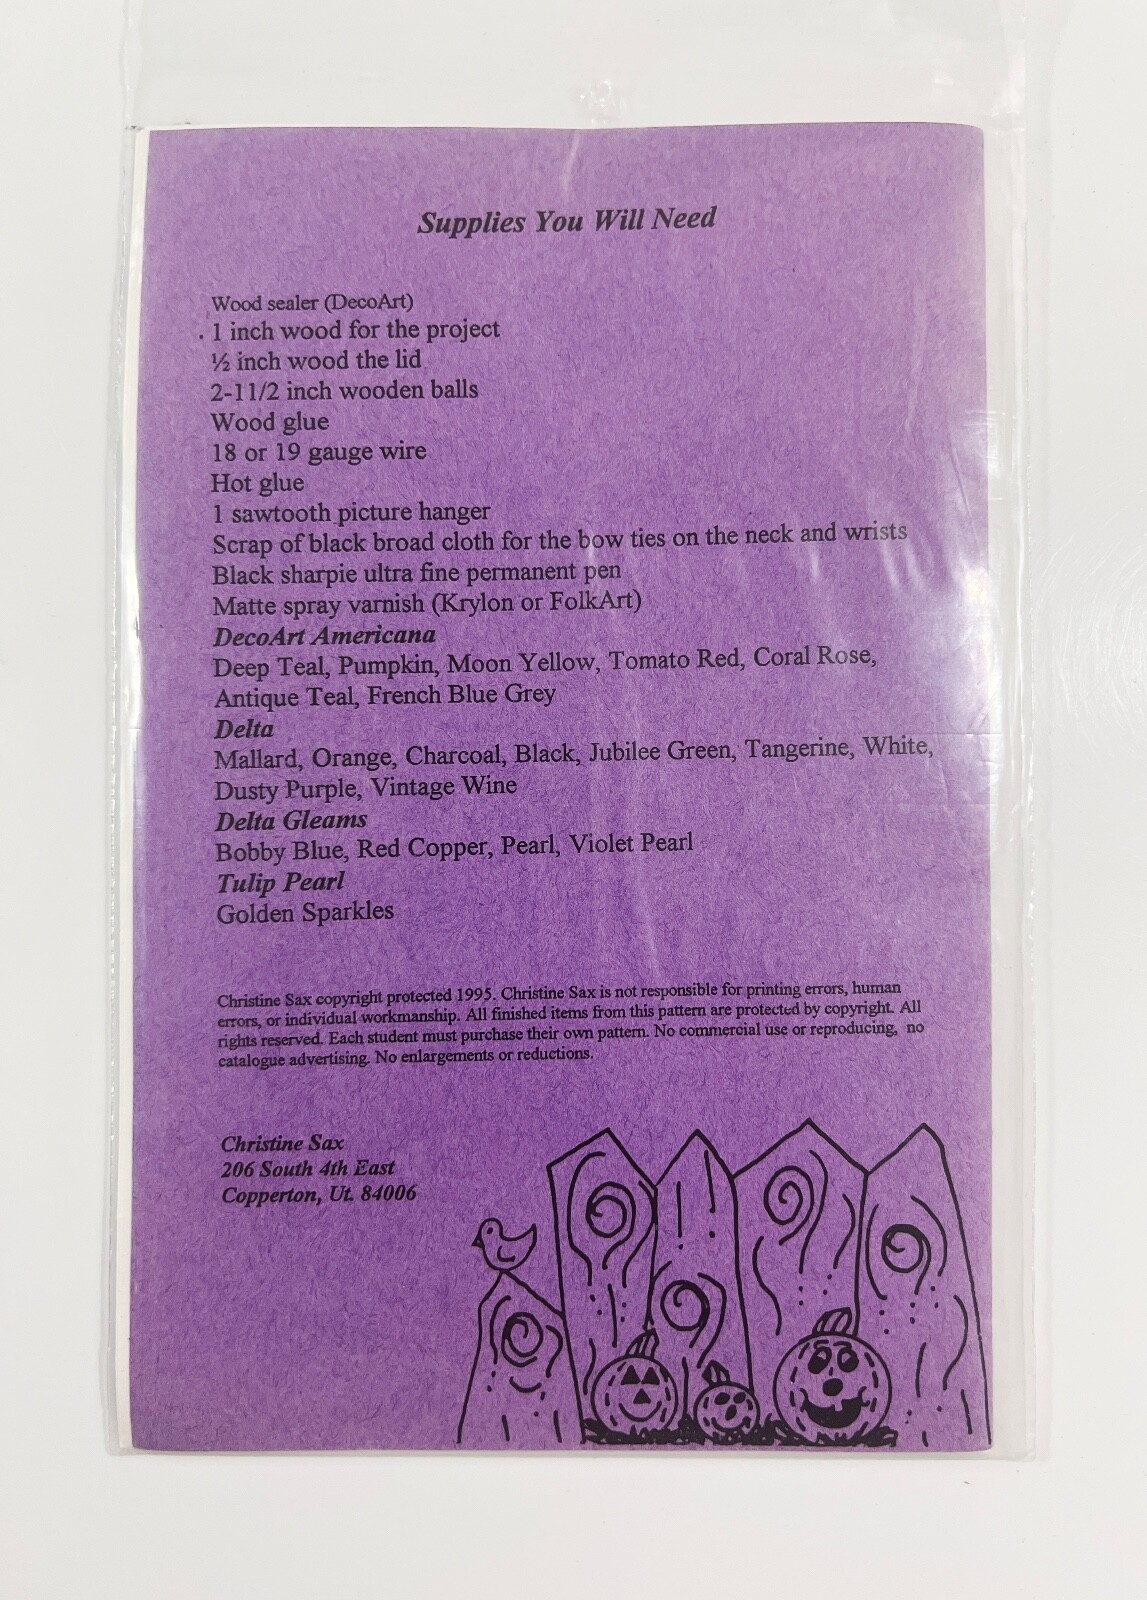 Supplies You Will Need
Wood sealer (DecoArt)
1 inch wood for the project
½ inch wood the lid
2-11/2 inch wooden balls
Wood glue
18 or 19 gauge wire
Hot glue
1 sawtooth picture hanger
Scrap of black broad cloth for the bow ties on the neck and wrists
Black sharpie ultra fine permanent pen
Matte spray varnish (Krylon or FolkArt)
DecoArt Americana
Deep Teal, Pumpkin, Moon Yellow, Tomato Red, Coral Rose,
Antique Teal, French Blue Grey
Delta
Mallard, Orange, Charcoal, Black, Jubilee Green, Tangerine, White,
Dusty Purple, Vintage Wine
Delta Gleams
Bobby Blue, Red Copper, Pearl, Violet Pearl
Tulip Pearl
Golden Sparkles
Christine Sax copyright protected 1995. Christine Sax is not responsible for printing errors, human
errors, or individual workmanship. All finished items from this pattern are protected by copyright. All
rights reserved. Each student must purchase their own pattern. No commercial use or reproducing, no
catalogue advertising. No enlargements or reductions.
Christine Sax
206 South 4th East
Copperton, Ut. 84006